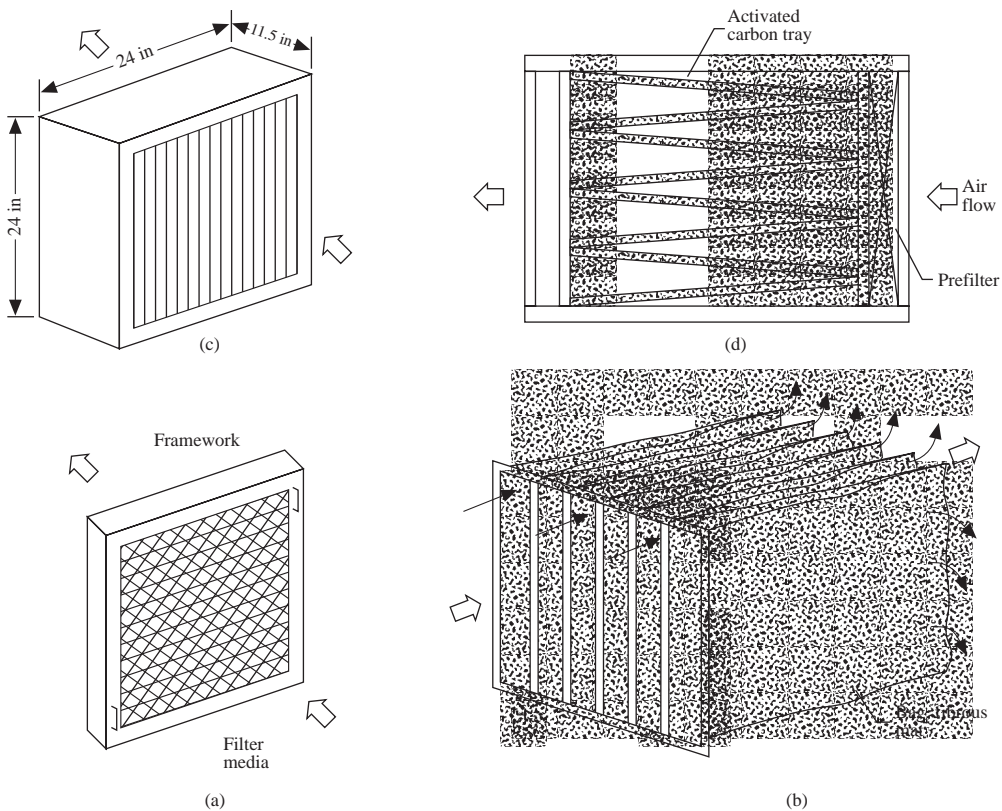 24 in
11.5 in
24 in
(c)
Activated
carbon tray
Air
flow
Prefilter
(d)
Framework
Filter
media
(a)
(b)